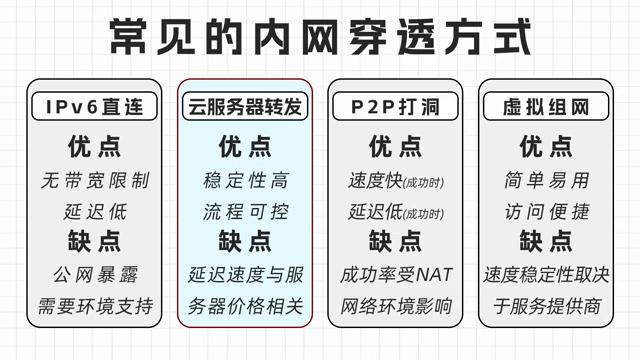 常见的内网穿透方式
IPv6直连
优点
无带宽限制
延迟低
缺点
公网暴露
需要环境支持
云服务器转发
优点
稳定性高
流程可控
缺点
延迟速度与服
务器价格相关
P2P打洞
优点
速度快(成功时)
延迟低(成功时)
缺点
成功率受NAT
网络环境影响
虚拟组网
优点
简单易用
访问便捷
缺点
速度稳定性取决
于服务提供商